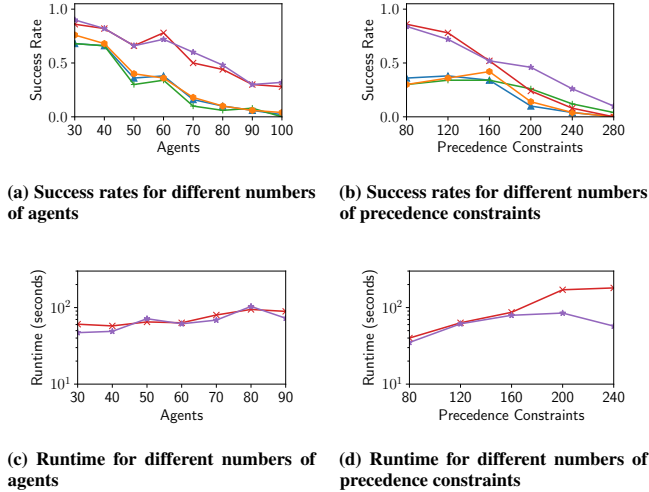 1.0
0.5
0.0
Success Rate
30 40 50 60 70 80 90 100
Agents
1.0
0.5
0.0
Success Rate
80 120 160 200 240 280
Precedence Constraints
(a) Success rates for different numbers
of agents
(b) Success rates for different numbers
of precedence constraints
10²
10¹
Runtime (seconds)
30 40 50 60 70 80 90
Agents
10²
10¹
Runtime (seconds)
80 120 160 200 240
Precedence Constraints
(c) Runtime for different numbers of
agents
(d) Runtime for different numbers of
precedence constraints